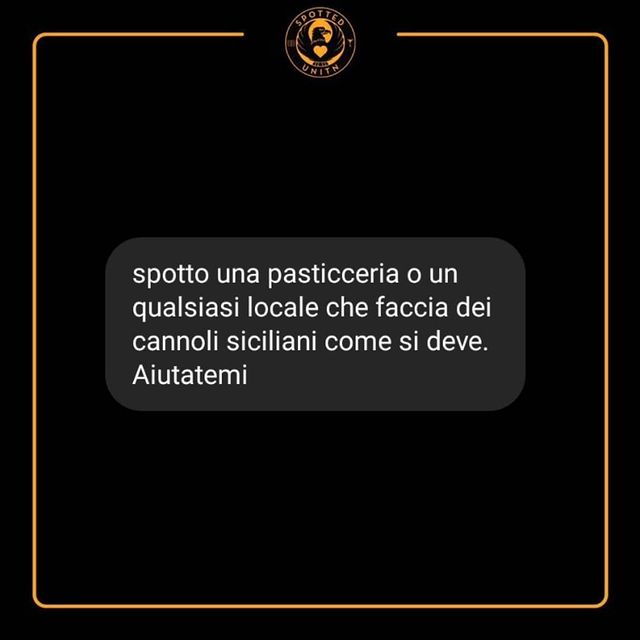 SPOTTED
UNITN
spotto una pasticceria o un
qualsiasi locale che faccia dei
cannoli siciliani come si deve.
Aiutatemi